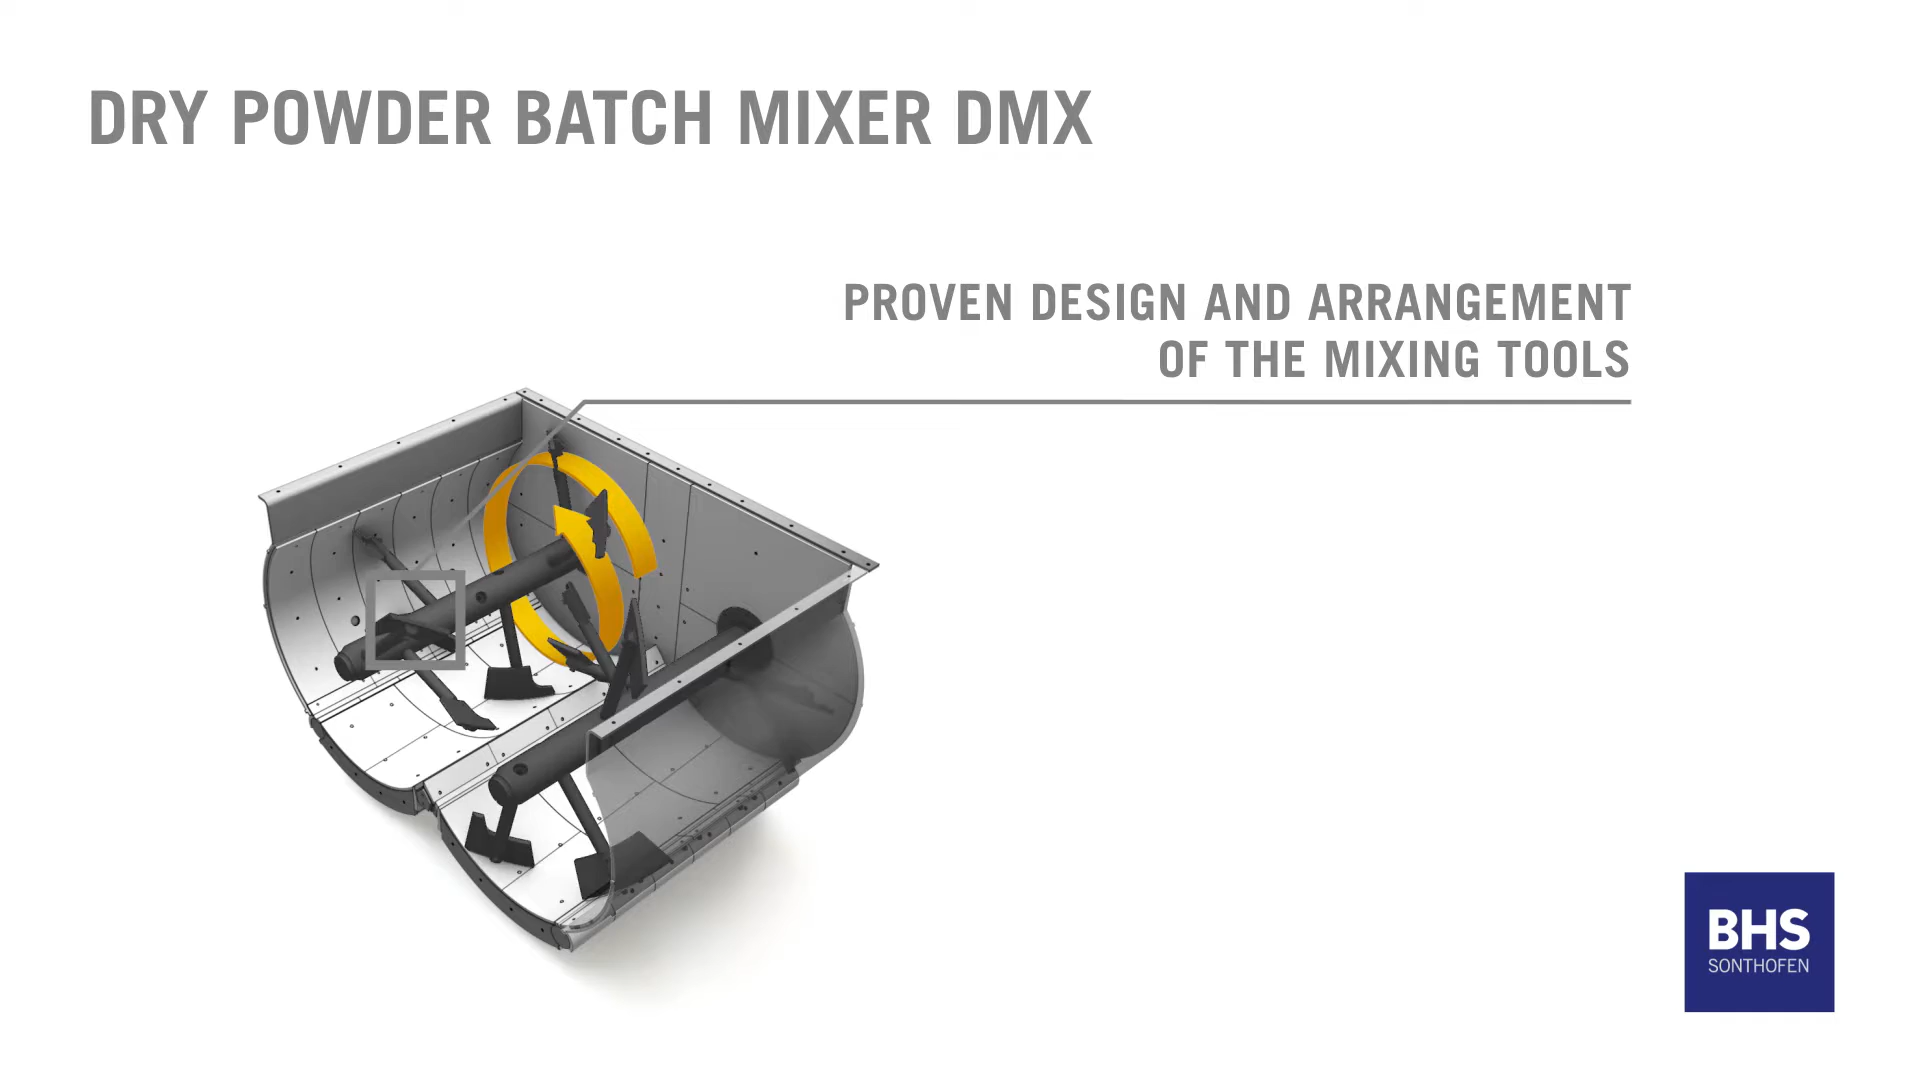 DRY POWDER BATCH MIXER DMX
PROVEN DESIGN AND ARRANGEMENT
OF THE MIXING TOOLS
BHS
SONTHOFEN